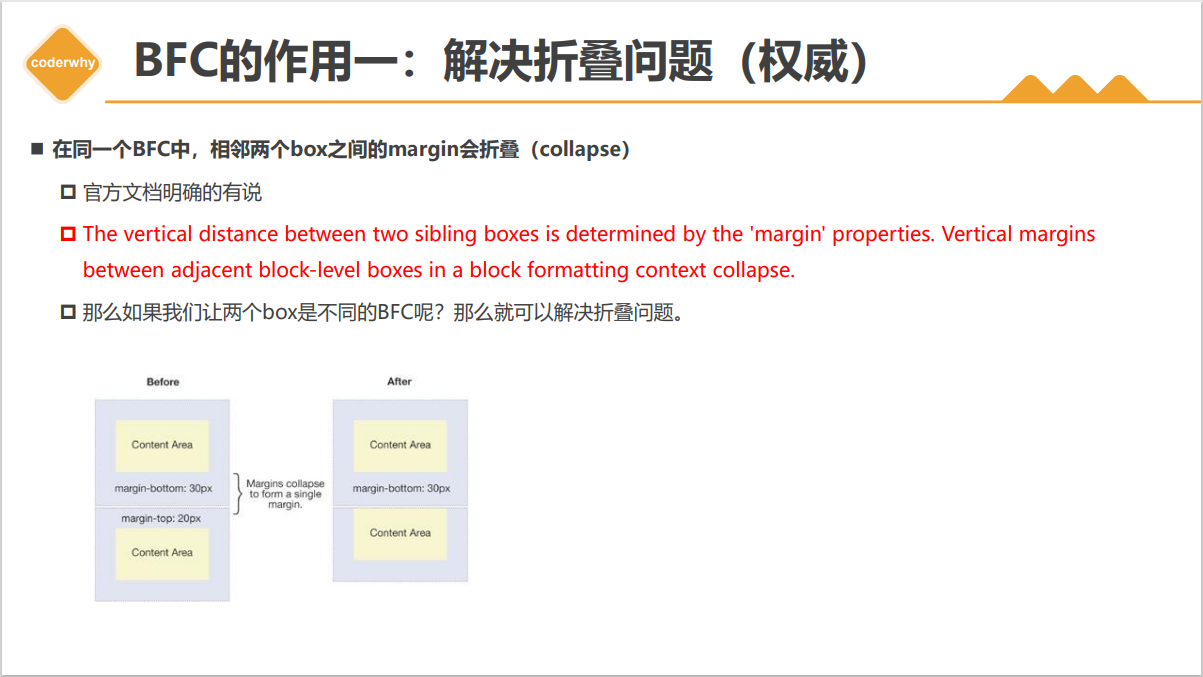 coderwhy
BFC的作用一：解决折叠问题（权威）
在同一个BFC中，相邻两个box之间的margin会折叠（collapse）
官方文档明确的有说
The vertical distance between two sibling boxes is determined by the 'margin' properties. Vertical margins
between adjacent block-level boxes in a block formatting context collapse.
那么如果我们让两个box是不同的BFC呢？那么就可以解决折叠问题。
Before
Content Area
margin-bottom: 30px
margin-top: 20px
Content Area
Margins collapse
to form a single
margin.
After
Content Area
margin-bottom: 30px
Content Area